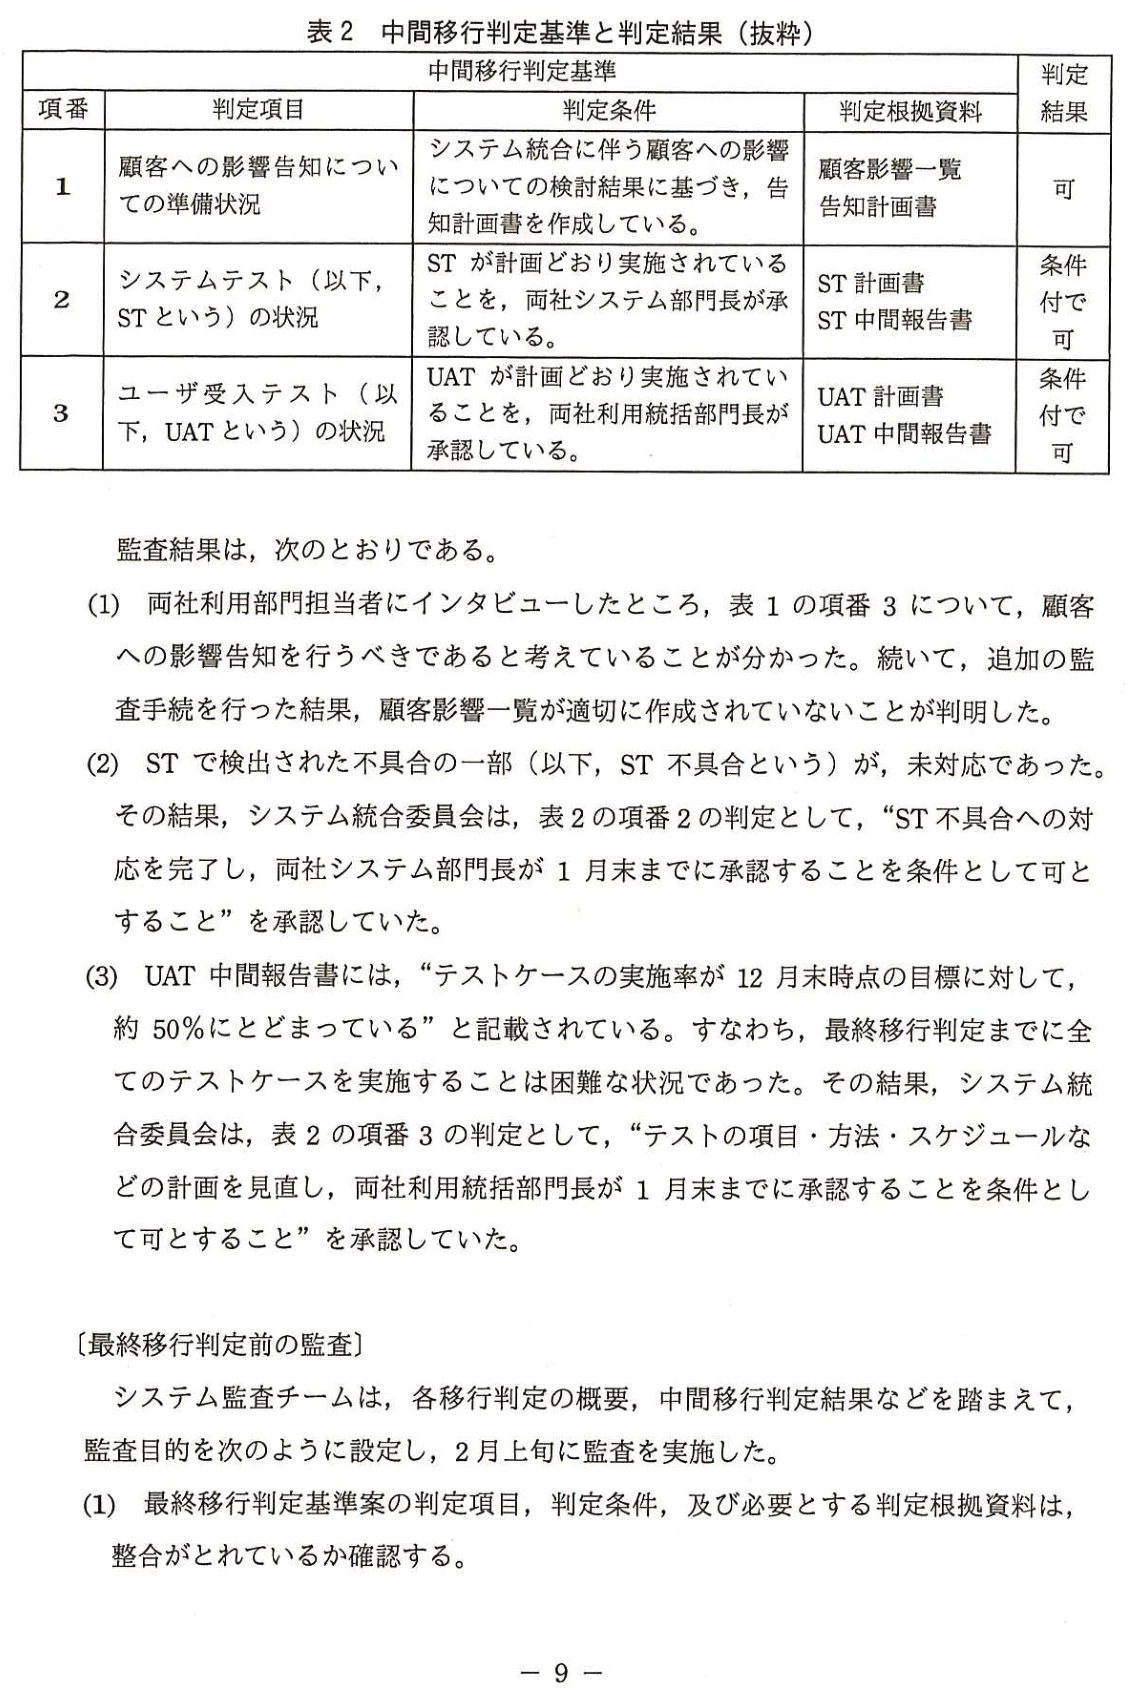 表2　中間移行判定基準と判定結果（抜粋）
中間移行判定基準
判定
結果
項番
判定項目
判定条件
判定根拠資料
1
顧客への影響告知につい
ての準備状況
システム統合に伴う顧客への影響
についての検討結果に基づき，告
知計画書を作成している。
顧客影響一覧
告知計画書
可
2
システムテスト（以下，
STという）の状況
ST が計画どおり実施されている
ことを，両社システム部門長が承
認している。
ST計画書
ST中間報告書
条件
付で
可
3
ユーザ受入テスト（以
下，UATという）の状況
UAT が計画どおり実施されてい
ることを，両社利用統括部門長が
承認している。
UAT計画書
UAT中間報告書
条件
付で
可
監査結果は，次のとおりである。
(1)　両社利用部門担当者にインタビューしたところ，表 1 の項番 3 について，顧客
への影響告知を行うべきであると考えていることが分かった。続いて，追加の監
査手続を行った結果，顧客影響一覧が適切に作成されていないことが判明した。
(2)　ST で検出された不具合の一部（以下，ST 不具合という）が，未対応であった。
その結果，システム統合委員会は，表2の項番2の判定として，“ST不具合への対
応を完了し，両社システム部門長が 1 月末までに承認することを条件として可と
すること”を承認していた。
(3)　UAT 中間報告書には，“テストケースの実施率が 12 月末時点の目標に対して，
約 50％にとどまっている”と記載されている。すなわち，最終移行判定までに全
てのテストケースを実施することは困難な状況であった。その結果，システム統
合委員会は，表 2 の項番 3 の判定として，“テストの項目・方法・スケジュールな
どの計画を見直し，両社利用統括部門長が 1 月末までに承認することを条件とし
て可とすること”を承認していた。
〔最終移行判定前の監査〕
システム監査チームは，各移行判定の概要，中間移行判定結果などを踏まえて，
監査目的を次のように設定し，2月上旬に監査を実施した。
(1)　最終移行判定基準案の判定項目，判定条件，及び必要とする判定根拠資料は，
整合がとれているか確認する。
－ 9 －